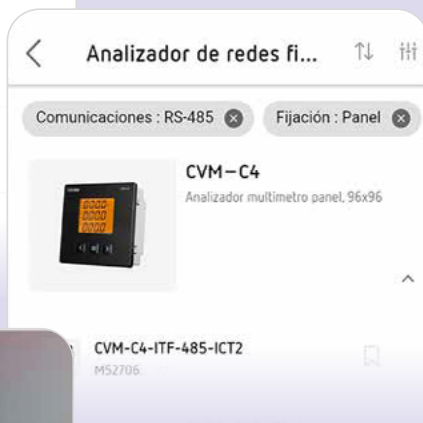 Analizador de redes fi...
Comunicaciones : RS-485
Fijación : Panel
CVM-C4
Analizador multimetro panel, 96x96
CVM-C4-ITF-485-ICT2
M52706